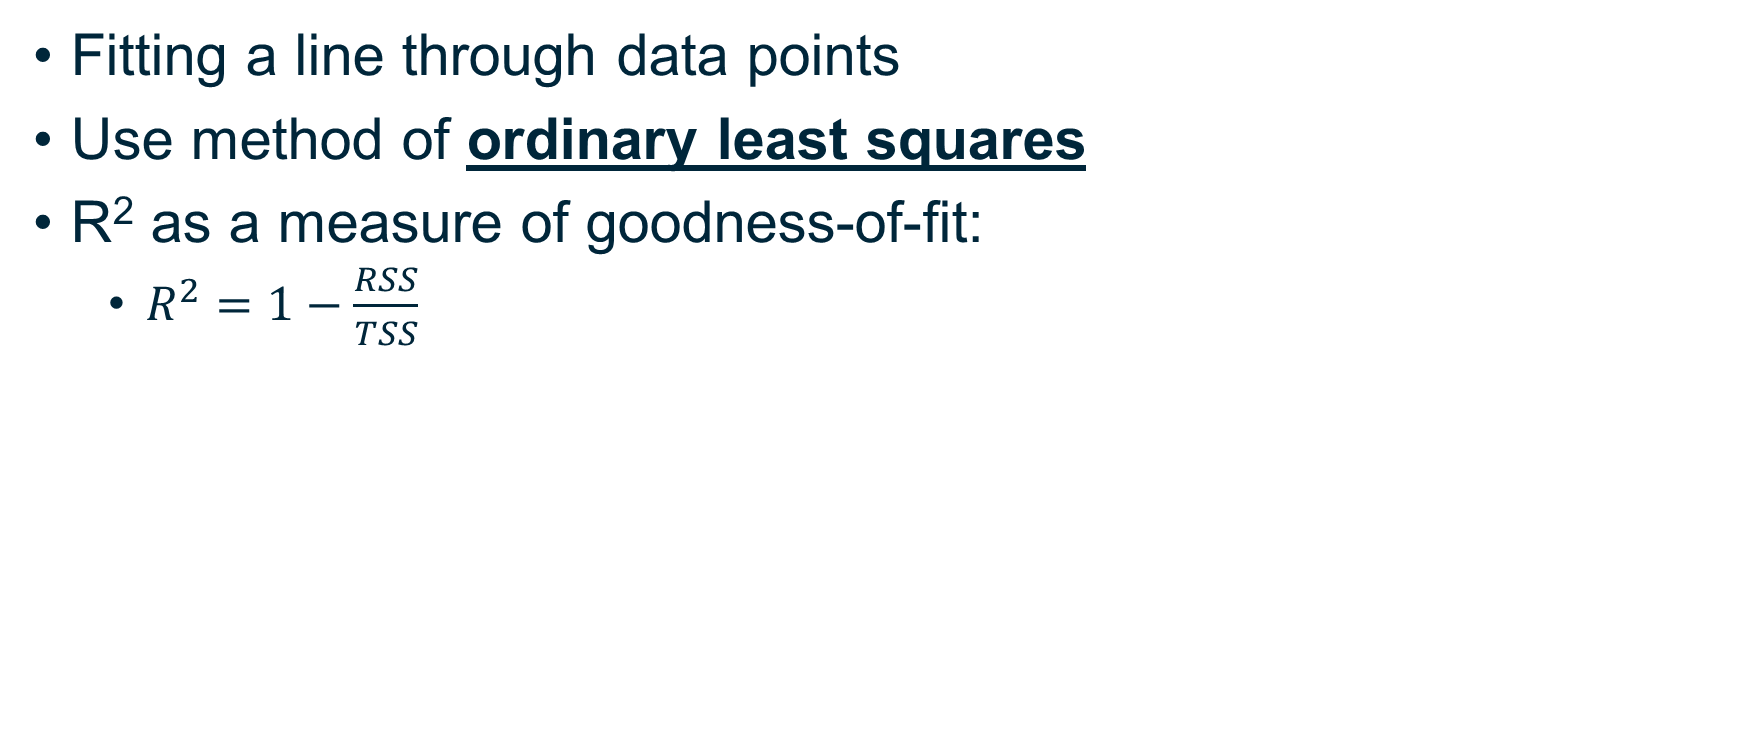 • Fitting a line through data points
• Use method of ordinary least squares
• R² as a measure of goodness-of-fit:
• 𝑅² = 1 − 𝑅𝑆𝑆/𝑇𝑆𝑆